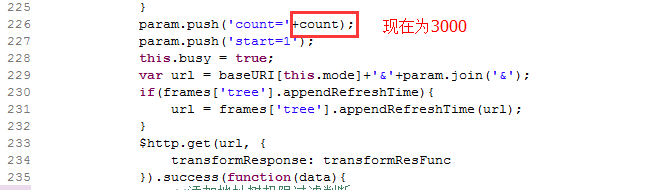 225 }
226 param.push('count='+count); 现在为3000
227 param.push('start=1');
228 this.busy = true;
229 var url = baseURI[this.mode]+'&'+param.join('&');
230 if(frames['tree'].appendRefreshTime){
231 url = frames['tree'].appendRefreshTime(url);
232 }
233 $http.get(url, {
234 transformResponse: transformResFunc
235 }).success(function(data){